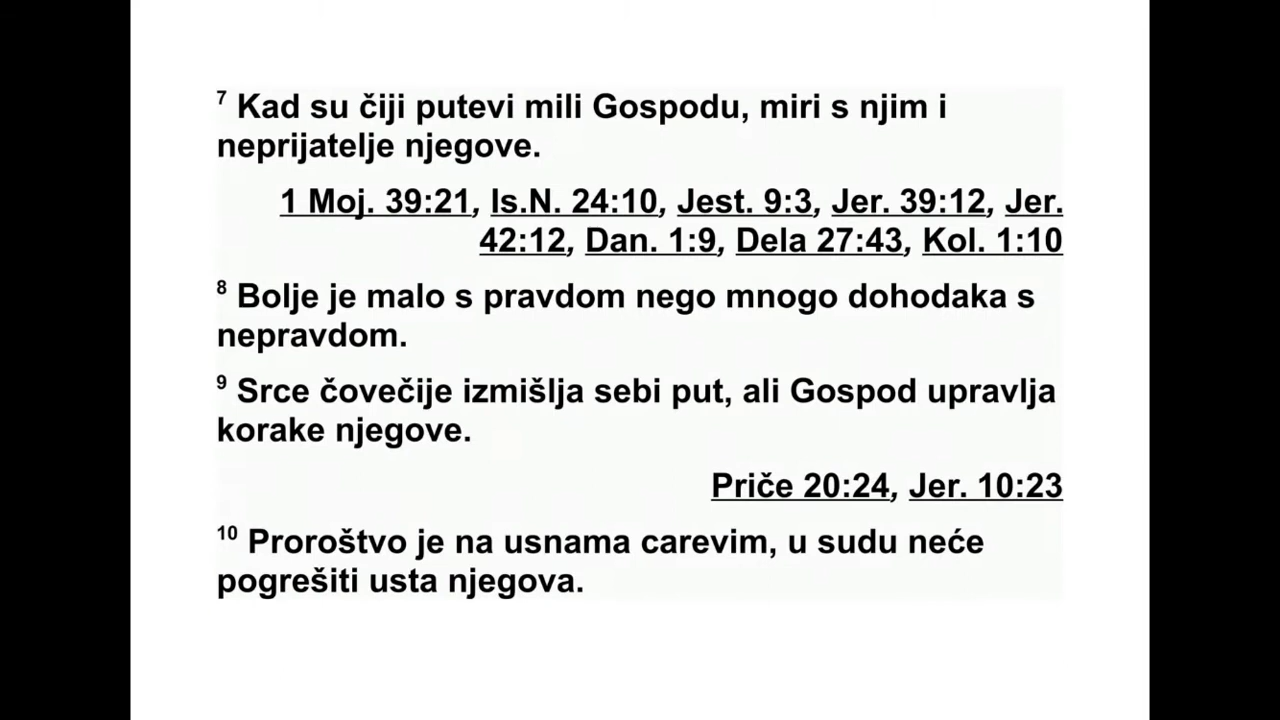 7 Kad su čiji putevi mili Gospodu, miri s njim i
neprijatelje njegove.
1 Moj. 39:21, Is.N. 24:10, Jest. 9:3, Jer. 39:12, Jer.
42:12, Dan. 1:9, Dela 27:43, Kol. 1:10
8 Bolje je malo s pravdom nego mnogo dohodaka s
nepravdom.
9 Srce čovečije izmišlja sebi put, ali Gospod upravlja
korake njegove.
Priče 20:24, Jer. 10:23
10 Proroštvo je na usnama carevim, u sudu neće
pogrešiti usta njegova.